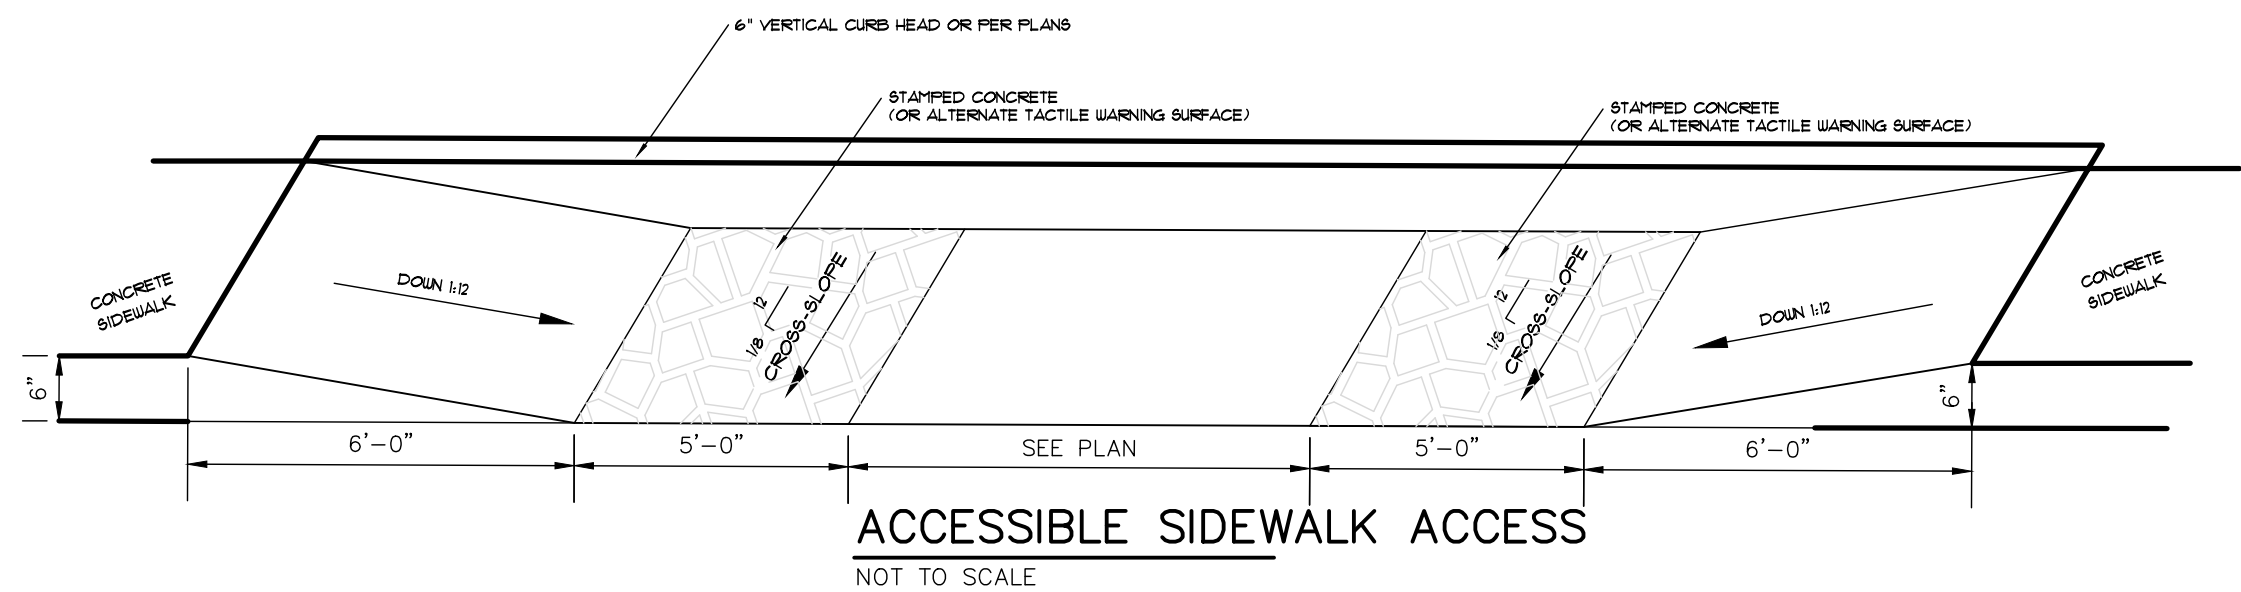 6" VERTICAL CURB HEAD OR PER PLANS
STAMPED CONCRETE
(OR ALTERNATE TACTILE WARNING SURFACE)
STAMPED CONCRETE
(OR ALTERNATE TACTILE WARNING SURFACE)
CONCRETE
SIDEWALK
DOWN 1:12
12
1/8
CROSS-SLOPE
12
1/8
CROSS-SLOPE
DOWN 1:12
CONCRETE
SIDEWALK
6"
6"
6'-0"
5'-0"
SEE PLAN
5'-0"
6'-0"
ACCESSIBLE SIDEWALK ACCESS
NOT TO SCALE